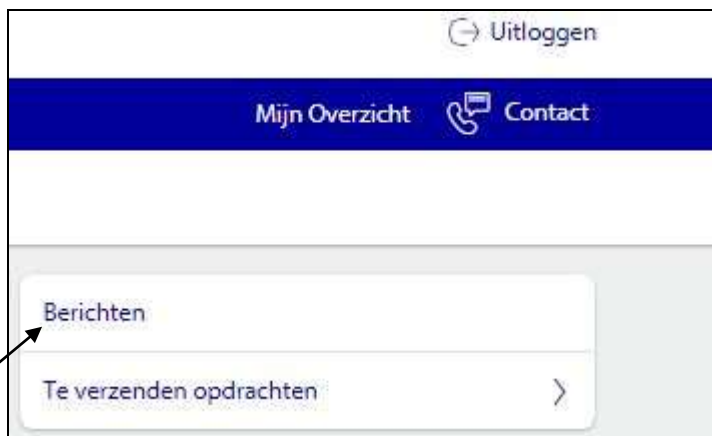 Uitloggen
Mijn Overzicht Contact
Berichten
Te verzenden opdrachten